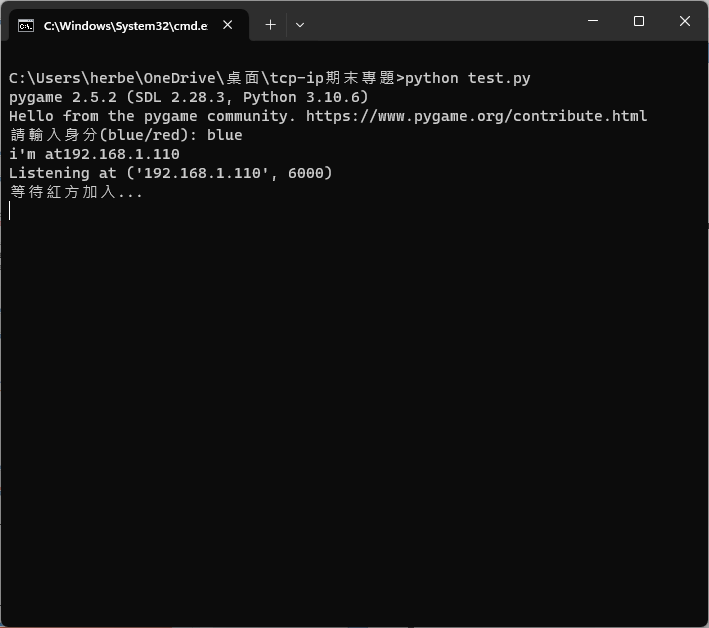 C:\Windows\System32\cmd.e
C:\Users\herbe\OneDrive\桌面\tcp-ip期末專題>python test.py
pygame 2.5.2 (SDL 2.28.3, Python 3.10.6)
Hello from the pygame community. https://www.pygame.org/contribute.html
請輸入身分(blue/red): blue
i'm at192.168.1.110
Listening at ('192.168.1.110', 6000)
等待紅方加入...